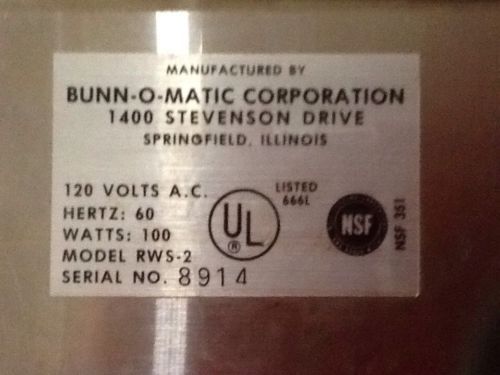 MANUFACTURED BY
BUNN-O-MATIC CORPORATION
1400 STEVENSON DRIVE
SPRINGFIELD, ILLINOIS
120 VOLTS A.C.
HERTZ: 60
WATTS: 100
MODEL RWS-2
SERIAL NO. 8914
UL
®
LISTED
666L
NSF
NSF 361